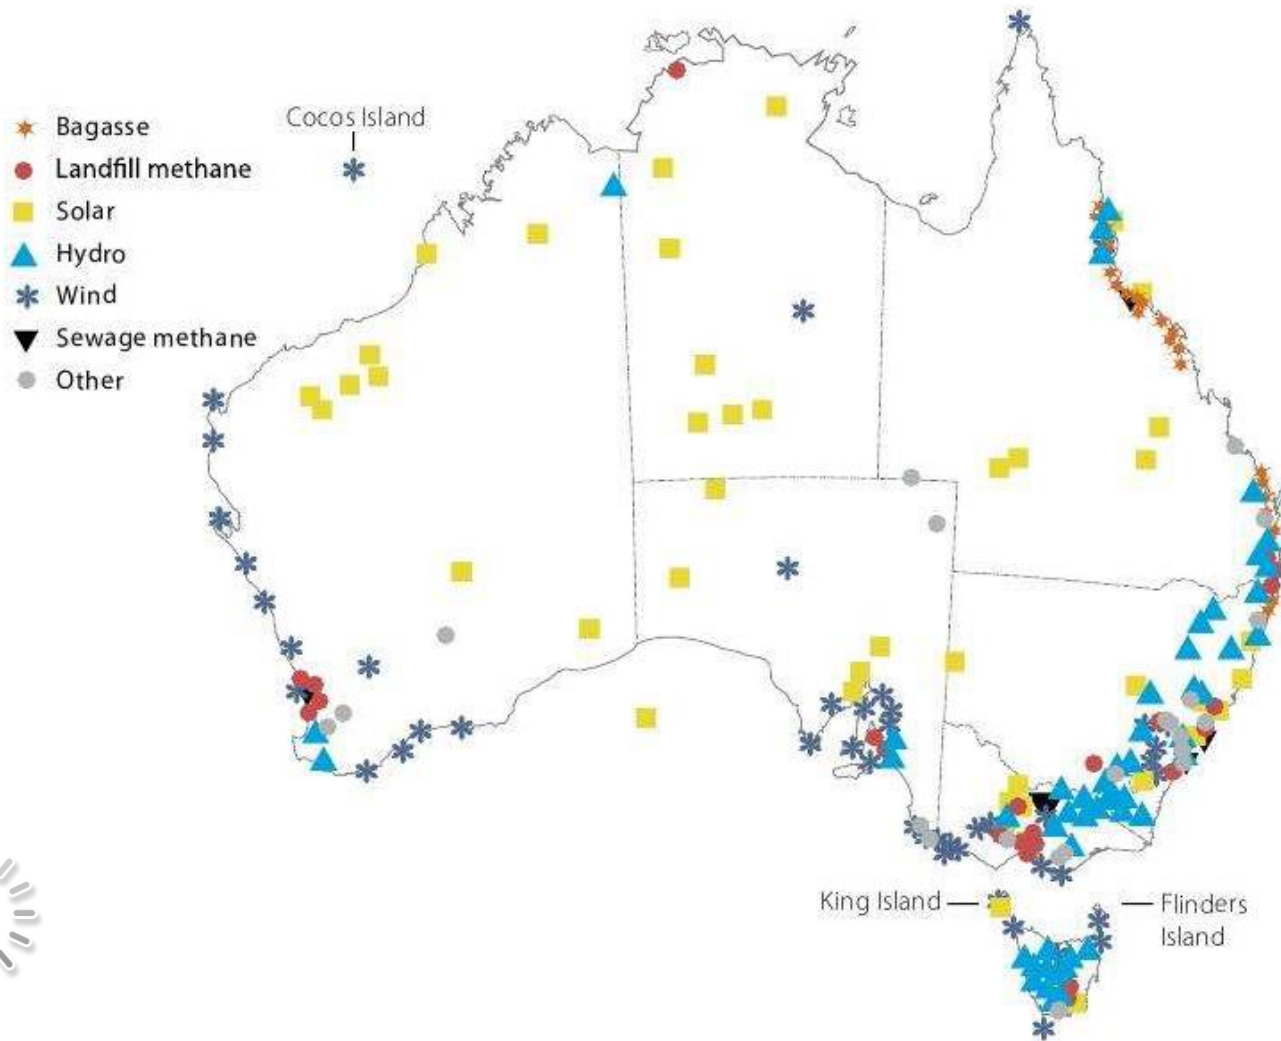 Cocos Island
Bagasse
Landfill methane
Solar
Hydro
Wind
Sewage methane
Other
King Island
Flinders
Island